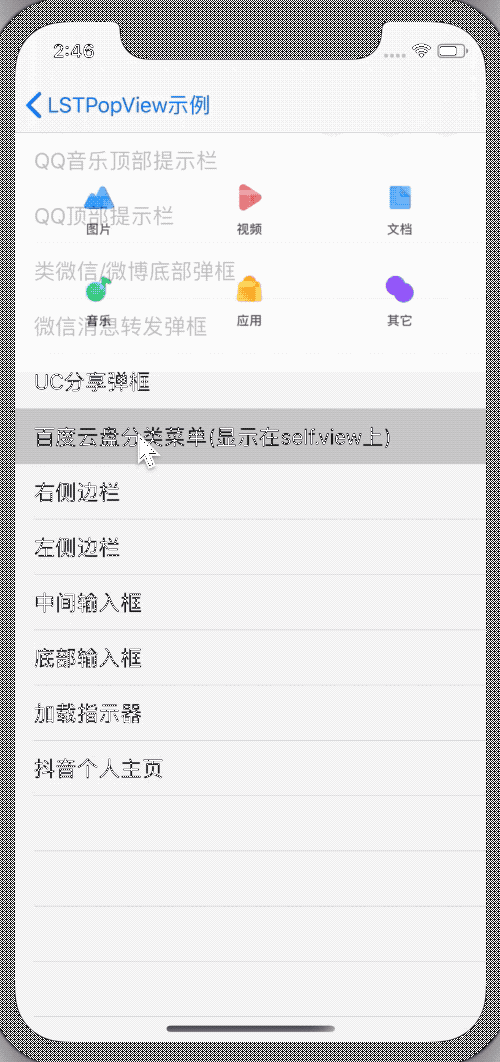 2:46
LSTPopView示例
QQ音乐顶部提示栏
图片
视频
文档
QQ顶部提示栏
类微信/微博底部弹框
音乐
应用
其它
微信消息转发弹框
UC分享弹框
百度云盘分类菜单(显示在self.view上)
右侧边栏
左侧边栏
中间输入框
底部输入框
加载指示器
抖音个人主页